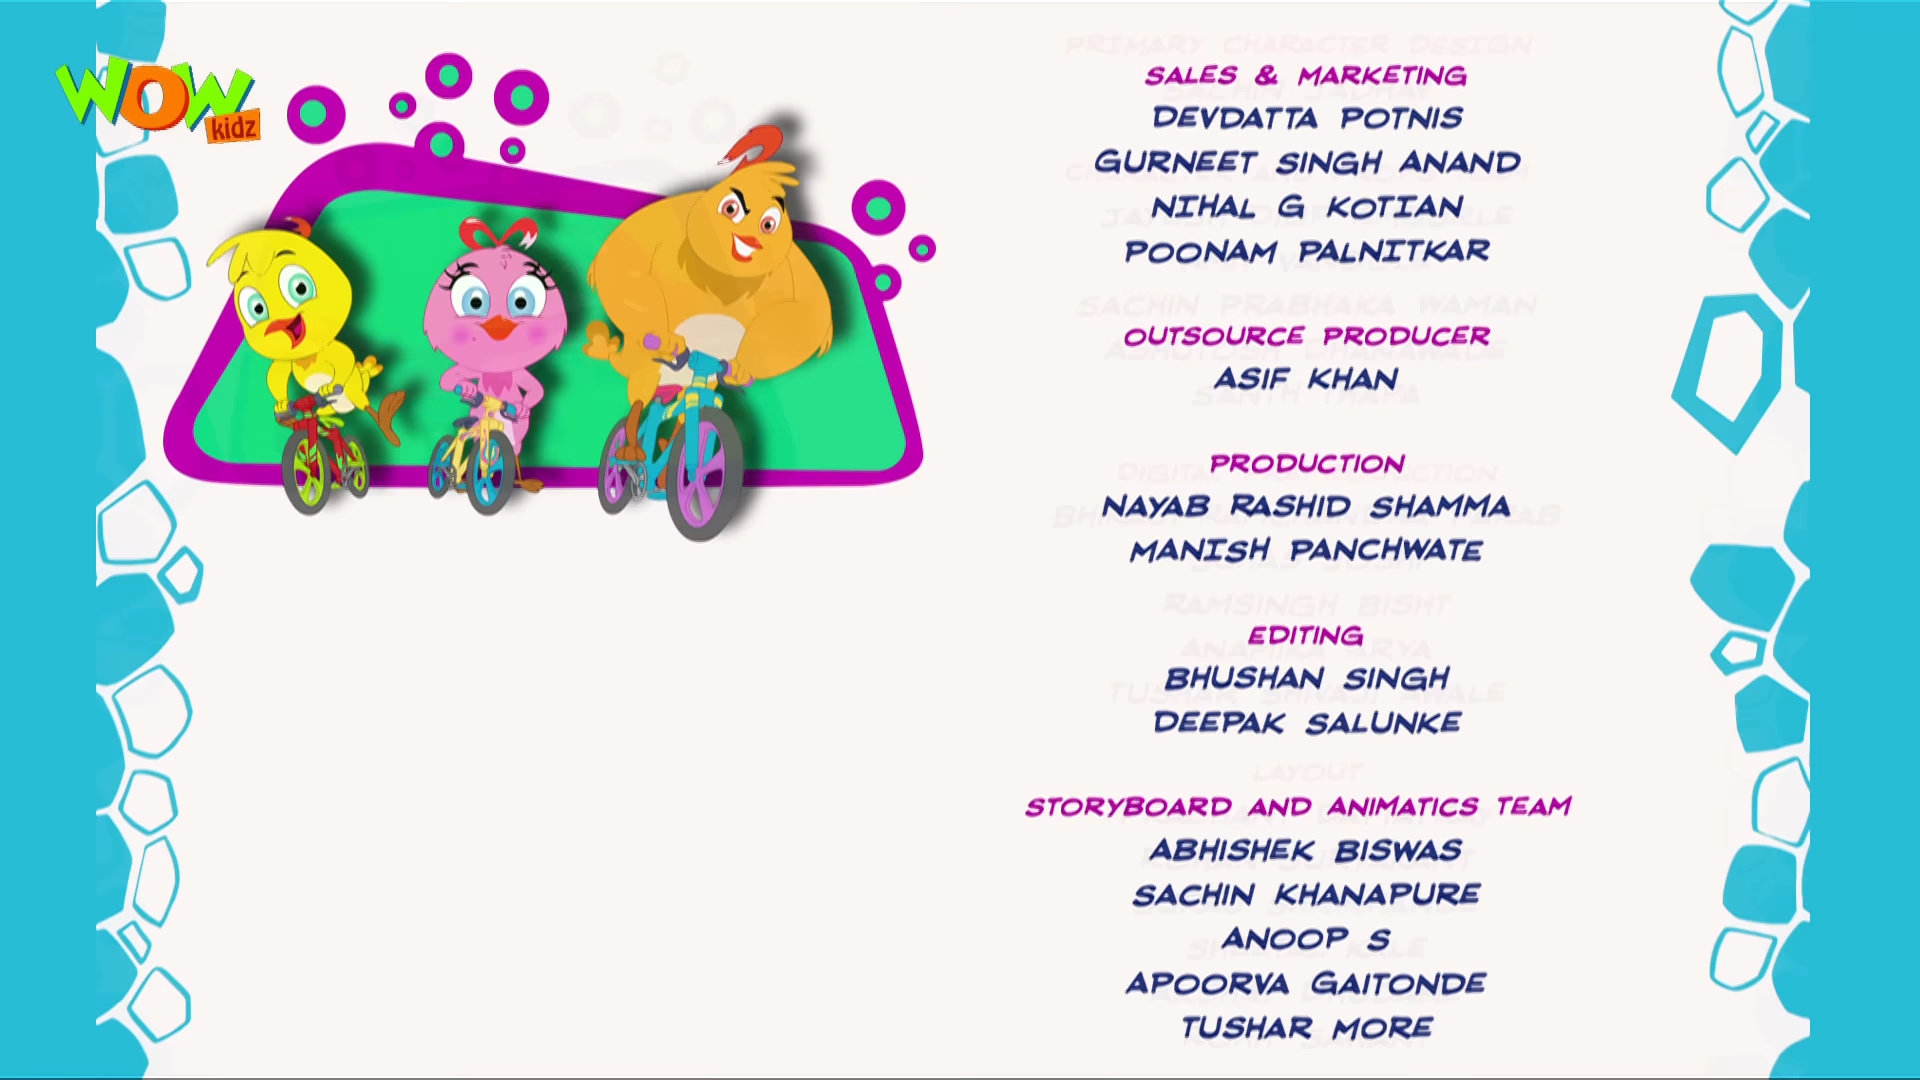 WOW
kidz
SALES & MARKETING
DEVDATTA POTNIS
GURNEET SINGH ANAND
NIHAL G KOTIAN
POONAM PALNITKAR
OUTSOURCE PRODUCER
ASIF KHAN
PRODUCTION
NAYAB RASHID SHAMMA
MANISH PANCHWATE
EDITING
BHUSHAN SINGH
DEEPAK SALUNKE
STORYBOARD AND ANIMATICS TEAM
ABHISHEK BISWAS
SACHIN KHANAPURE
ANOOP S
APOORVA GAITONDE
TUSHAR MORE